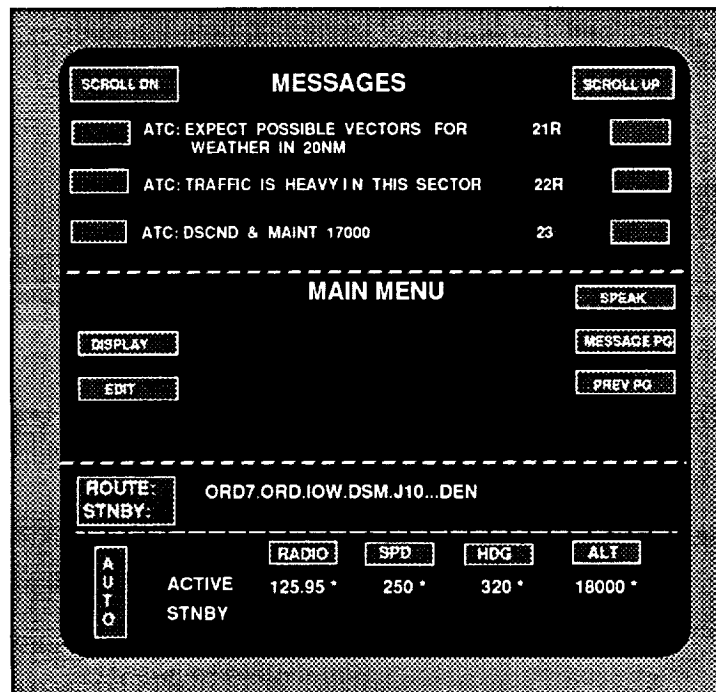 SCROLL DN MESSAGES SCROLL UP
ATC: EXPECT POSSIBLE VECTORS FOR 21R
WEATHER IN 20NM
ATC: TRAFFIC IS HEAVY IN THIS SECTOR 22R
ATC: DSCND & MAINT 17000 23
MAIN MENU
SPEAK
DISPLAY MESSAGE PG
EDIT PREV PG
ROUTE: ORD7.ORD.IOW.DSM.J10...DEN
STNBY:
AUTO
RADIO SPD HDG ALT
ACTIVE 125.95 * 250 * 320 * 18000 *
STNBY